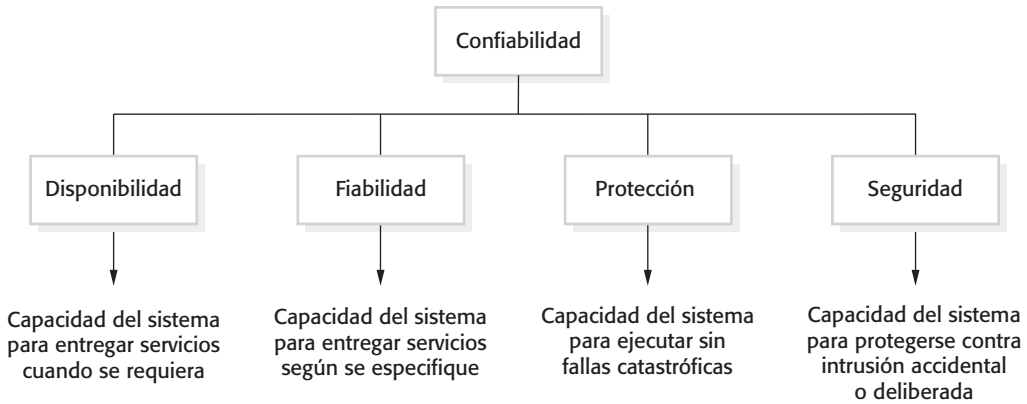 Confiabilidad
Disponibilidad
Fiabilidad
Protección
Seguridad
Capacidad del sistema
para entregar servicios
cuando se requiera
Capacidad del sistema
para entregar servicios
según se especifique
Capacidad del sistema
para ejecutar sin
fallas catastróficas
Capacidad del sistema
para protegerse contra
intrusión accidental
o deliberada